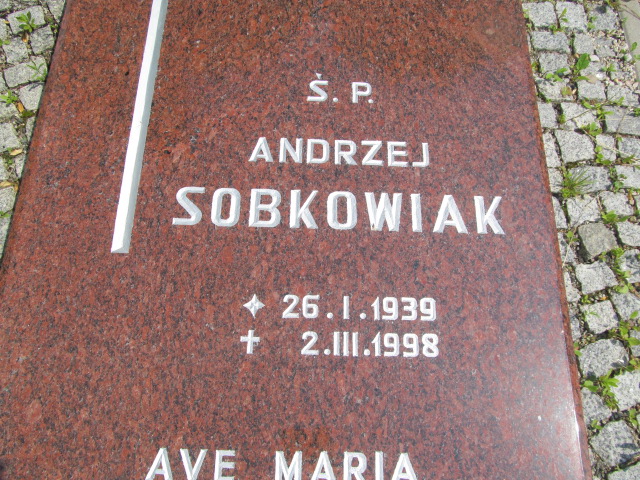 Ś. P.
ANDRZEJ
SOBKOWIAK
✦ 26.I.1939
✝ 2.III.1998
AVE MARIA